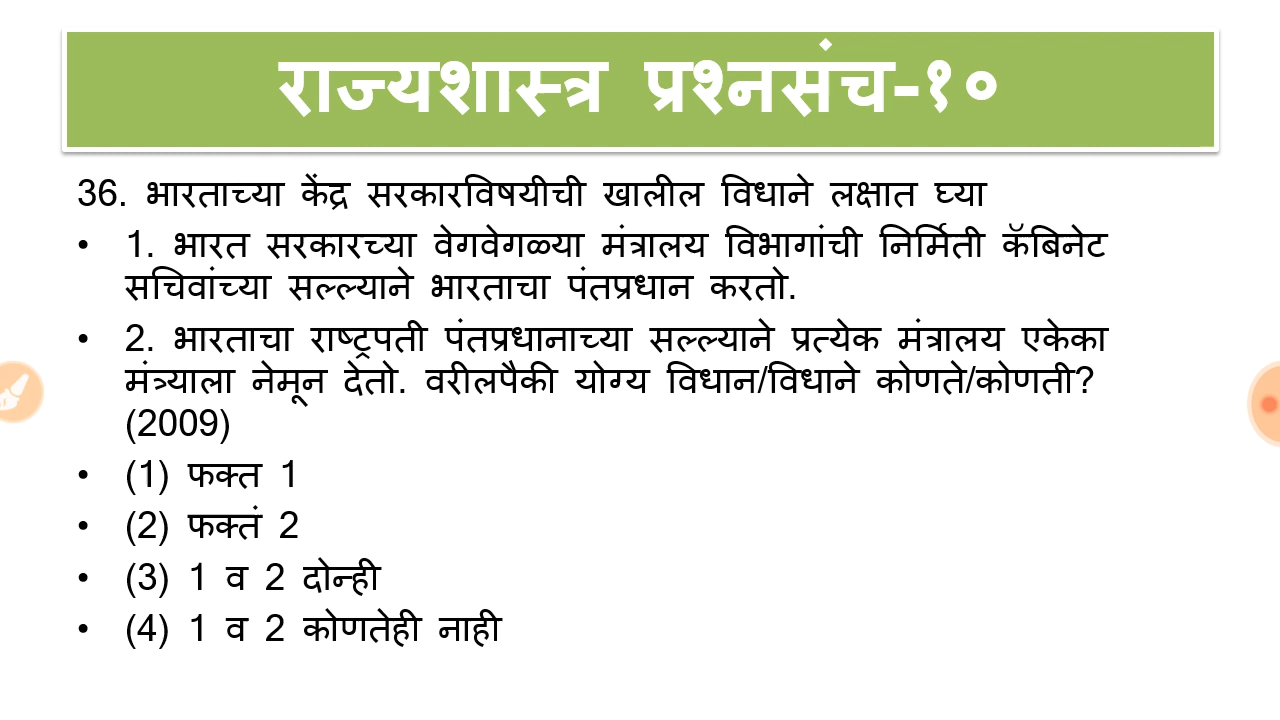 राज्यशास्त्र प्रश्नसंच-१०
36. भारताच्या केंद्र सरकारविषयीची खालील विधाने लक्षात घ्या
• 1. भारत सरकारच्या वेगवेगळ्या मंत्रालय विभागांची निर्मिती कॅबिनेट
सचिवांच्या सल्ल्याने भारताचा पंतप्रधान करतो.
• 2. भारताचा राष्ट्रपती पंतप्रधानाच्या सल्ल्याने प्रत्येक मंत्रालय एकेका
मंत्र्याला नेमून देतो. वरीलपैकी योग्य विधान/विधाने कोणते/कोणती?
(2009)
• (1) फक्त 1
• (2) फक्तं 2
• (3) 1 व 2 दोन्ही
• (4) 1 व 2 कोणतेही नाही